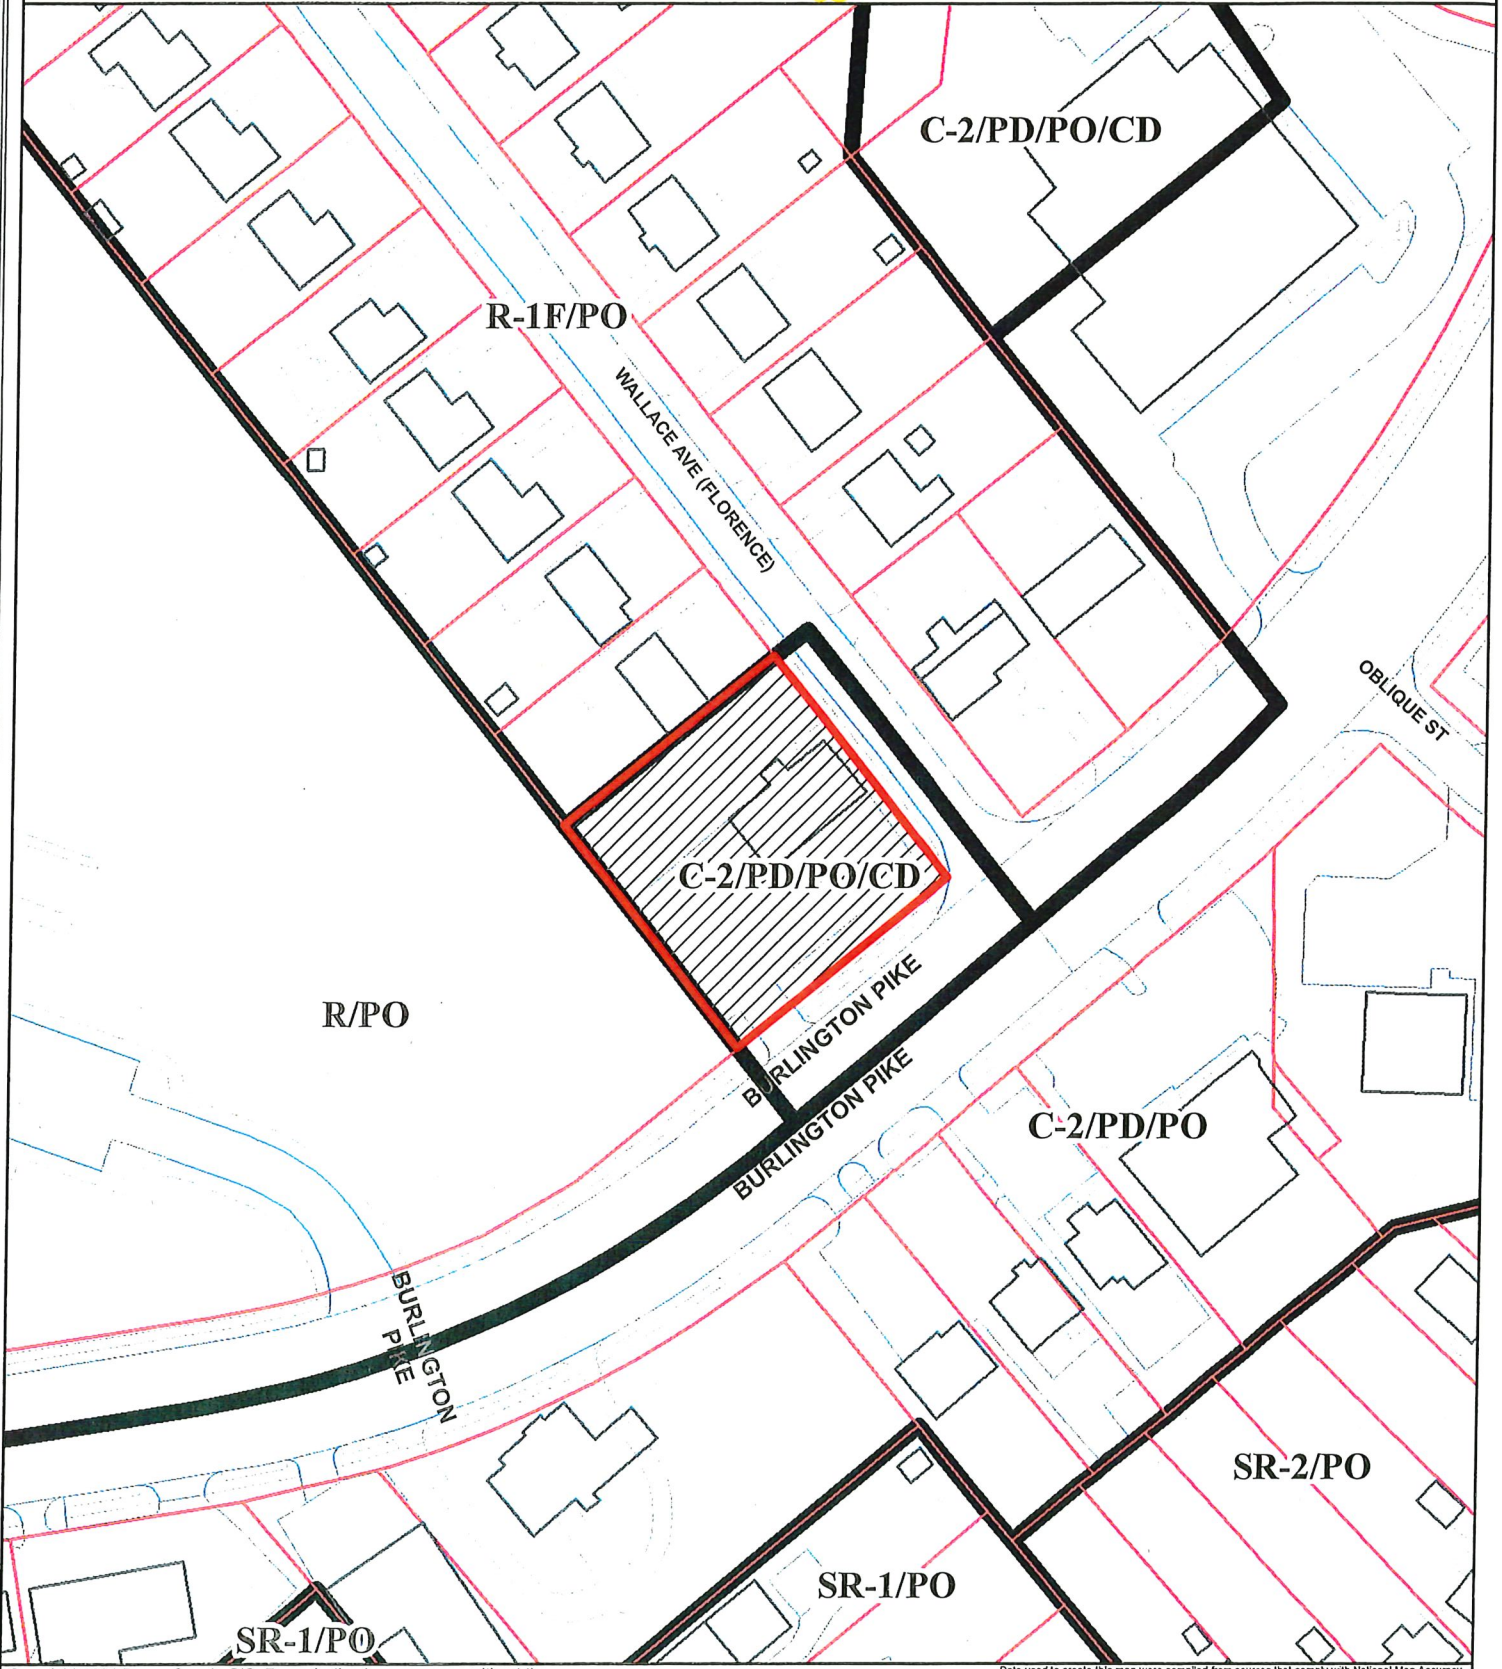 C-2/PD/PO/CD
R-1F/PO
WALLACE AVE (FLORENCE)
OBLIQUE ST
C-2/PD/PO/CD
BURLINGTON PIKE
R/PO
BURLINGTON PIKE
C-2/PD/PO
BURLINGTON
PIKE
SR-2/PO
SR-1/PO
SR-1/PO